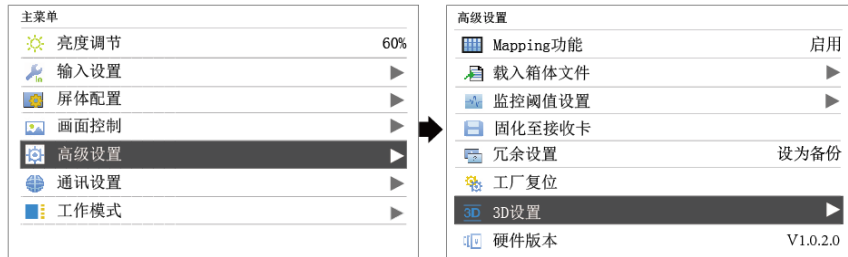 主菜单
亮度调节 60%
输入设置
屏体配置
画面控制
高级设置
通讯设置
工作模式
高级设置
Mapping功能 启用
载入箱体文件
监控阈值设置
固化至接收卡
冗余设置 设为备份
工厂复位
3D 3D设置
硬件版本 V1.0.2.0